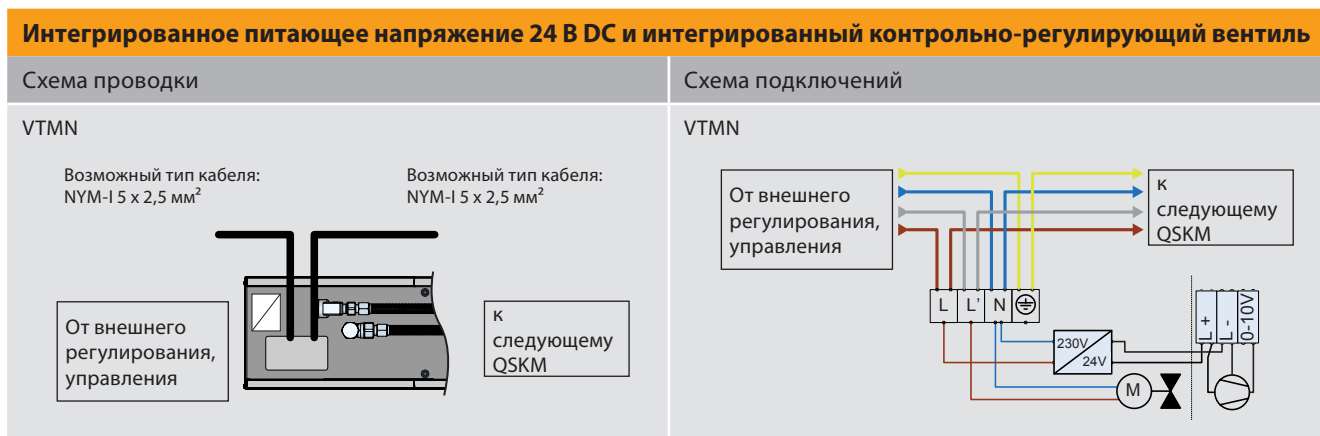 Интегрированное питающее напряжение 24 В DC и интегрированный контрольно-регулирующий вентиль
Схема проводки
Схема подключений
VTMN
VTMN
Возможный тип кабеля:
NYM-I 5 x 2,5 мм²
Возможный тип кабеля:
NYM-I 5 x 2,5 мм²
От внешнего
регулирования,
управления
к
следующему
QSKM
От внешнего
регулирования,
управления
к
следующему
QSKM
L L' N
230V
24V
M
L +
L -
0-10V